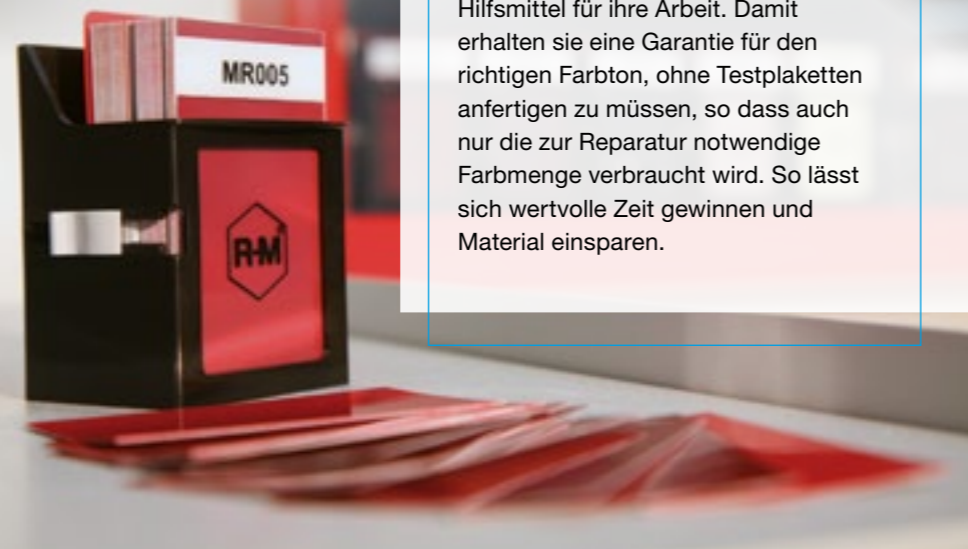 Hilfsmittel für ihre Arbeit. Damit
erhalten sie eine Garantie für den
richtigen Farbton, ohne Testplaketten
anfertigen zu müssen, so dass auch
nur die zur Reparatur notwendige
Farbmenge verbraucht wird. So lässt
sich wertvolle Zeit gewinnen und
Material einsparen.
MR005
R-M